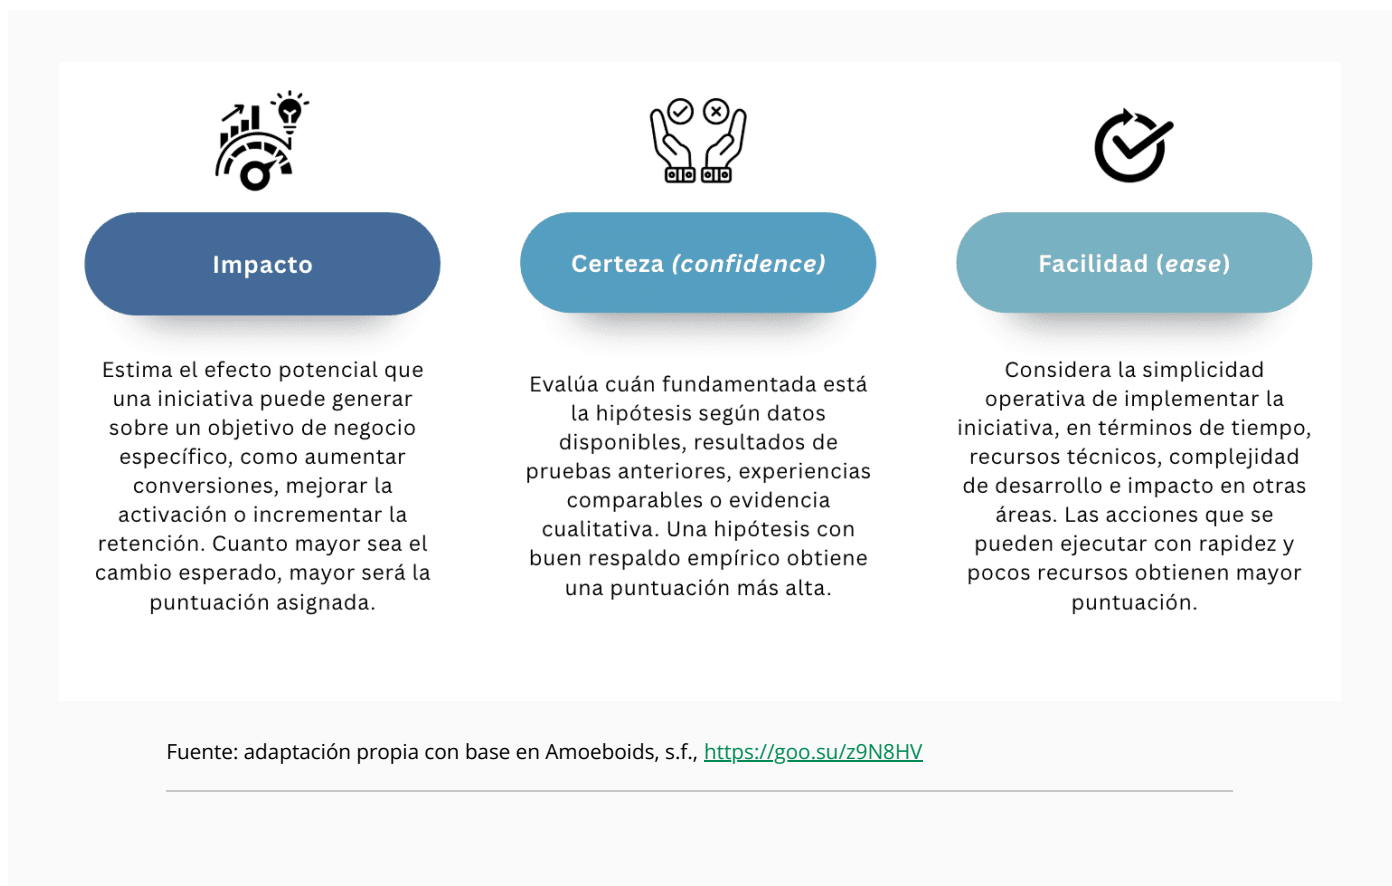 Impacto
Estima el efecto potencial que
una iniciativa puede generar
sobre un objetivo de negocio
específico, como aumentar
conversiones, mejorar la
activación o incrementar la
retención. Cuanto mayor sea el
cambio esperado, mayor será la
puntuación asignada.
Certeza (confidence)
Evalúa cuán fundamentada está
la hipótesis según datos
disponibles, resultados de
pruebas anteriores, experiencias
comparables o evidencia
cualitativa. Una hipótesis con
buen respaldo empírico obtiene
una puntuación más alta.
Facilidad (ease)
Considera la simplicidad
operativa de implementar la
iniciativa, en términos de tiempo,
recursos técnicos, complejidad
de desarrollo e impacto en otras
áreas. Las acciones que se
pueden ejecutar con rapidez y
pocos recursos obtienen mayor
puntuación.
Fuente: adaptación propia con base en Amoeboids, s.f., https://goo.su/z9N8HV